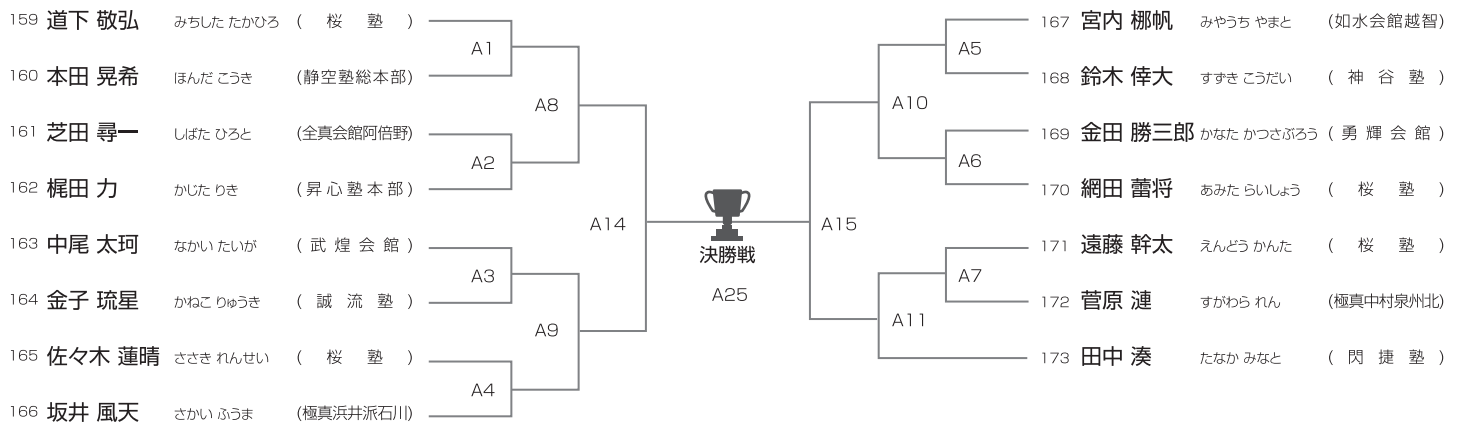 159 道下 敬弘 みちした たかひろ ( 桜 塾 )
160 本田 晃希 ほんだ こうき (静空塾総本部)
161 芝田 尋一 しばた ひろと (全真会館阿倍野)
162 梶田 力 かじた りき (昇心塾本部)
163 中尾 太珂 なかい たいが (武煌会館)
164 金子 琉星 かねこ りゅうき ( 誠 流 塾 )
165 佐々木 蓮晴 ささき れんせい ( 桜 塾 )
166 坂井 風天 さかい ふうま (極真浜井派石川)
A1
A2
A3
A4
A8
A9
A14
決勝戦
A25
A15
A10
A11
A5
A6
A7
167 宮内 梛帆 みやうち やまと (如水会館越智)
168 鈴木 倖大 すずき こうだい ( 神 谷 塾 )
169 金田 勝三郎 かなた かつさぶろう (勇輝会館)
170 網田 蕾将 あみた らいしょう ( 桜 塾 )
171 遠藤 幹太 えんどう かんた ( 桜 塾 )
172 菅原 漣 すがわら れん (極真中村泉州北)
173 田中 湊 たなか みなと ( 閃 捷 塾 )